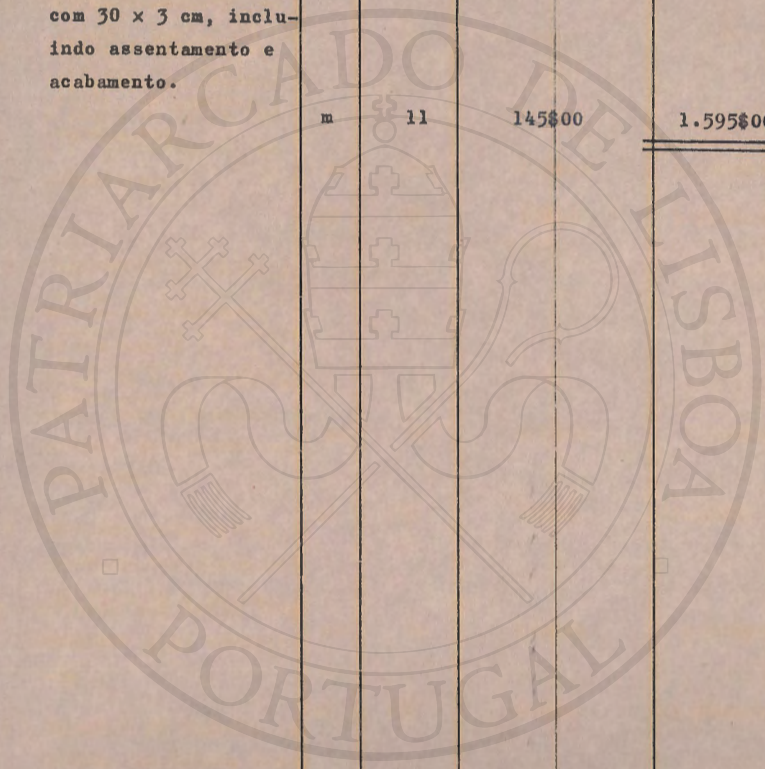 com 30 × 3 cm, inclu-
indo assentamento e
acabamento.
m 11 145$00 1.595$00
PATRIARCADO DE LISBOA
PORTUGAL